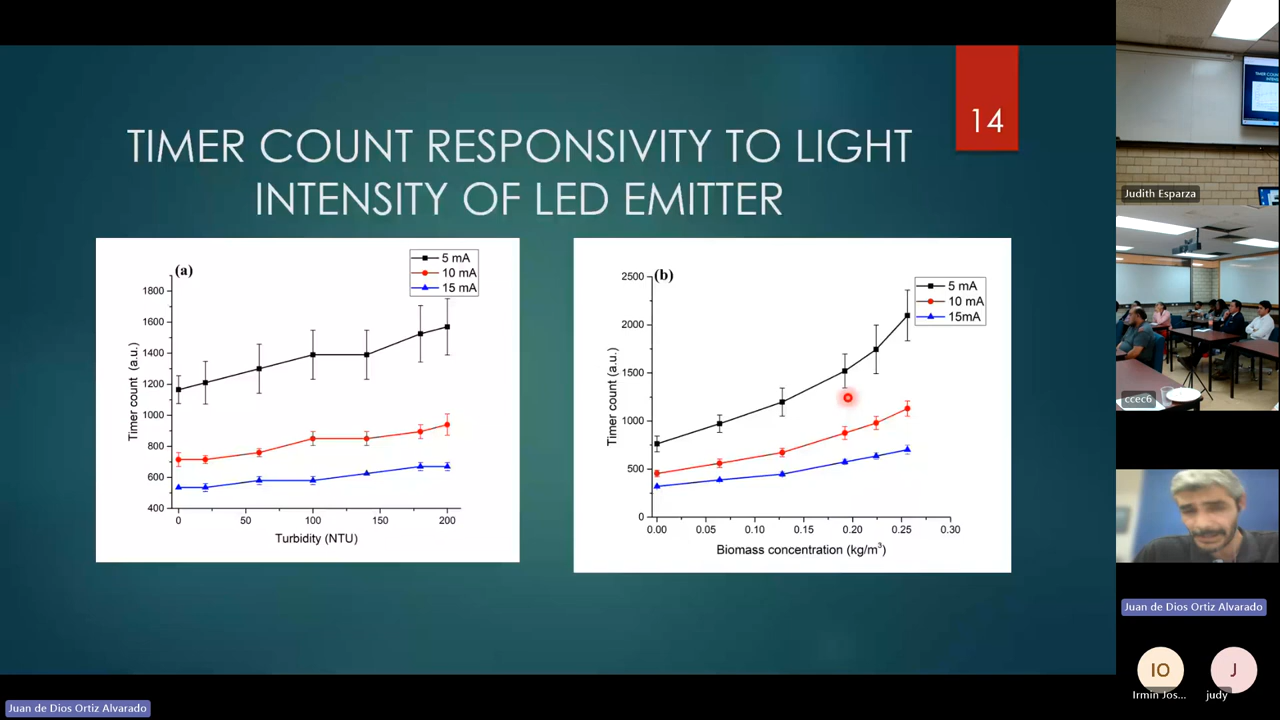 14
TIMER COUNT RESPONSIVITY TO LIGHT
INTENSITY OF LED EMITTER
(a)
5 mA
10 mA
15 mA
1800
1600
1400
1200
1000
800
600
400
Timer count (a.u.)
0
50
100
150
200
Turbidity (NTU)
(b)
5 mA
10 mA
15mA
2500
2000
1500
1000
500
0
Timer count (a.u.)
0.00
0.05
0.10
0.15
0.20
0.25
0.30
Biomass concentration (kg/m³)
Judith Esparza
ccec6
Juan de Dios Ortiz Alvarado
IO
Irmin Jos...
J
judy
Juan de Dios Ortiz Alvarado